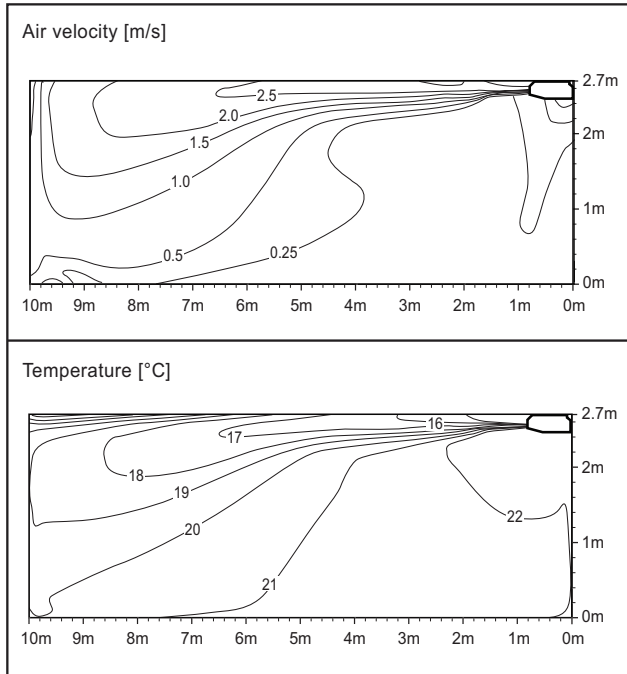 Air velocity [m/s]
2.7m
2.5
2.0
2m
1.5
1.0
1m
0.5
0.25
0m
10m 9m 8m 7m 6m 5m 4m 3m 2m 1m 0m
Temperature [°C]
2.7m
16
17
18
2m
19
22
20
1m
21
0m
10m 9m 8m 7m 6m 5m 4m 3m 2m 1m 0m